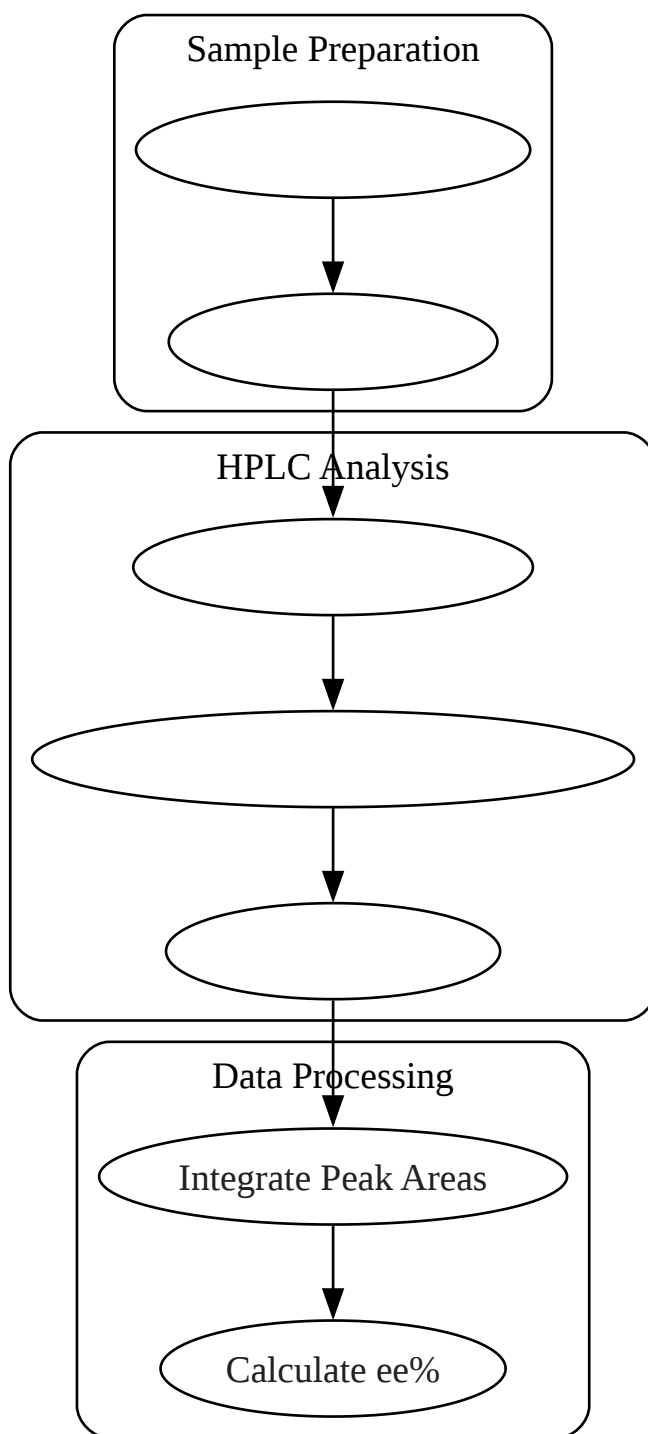 Sample Preparation
HPLC Analysis
Data Processing
Integrate Peak Areas
Calculate ee%